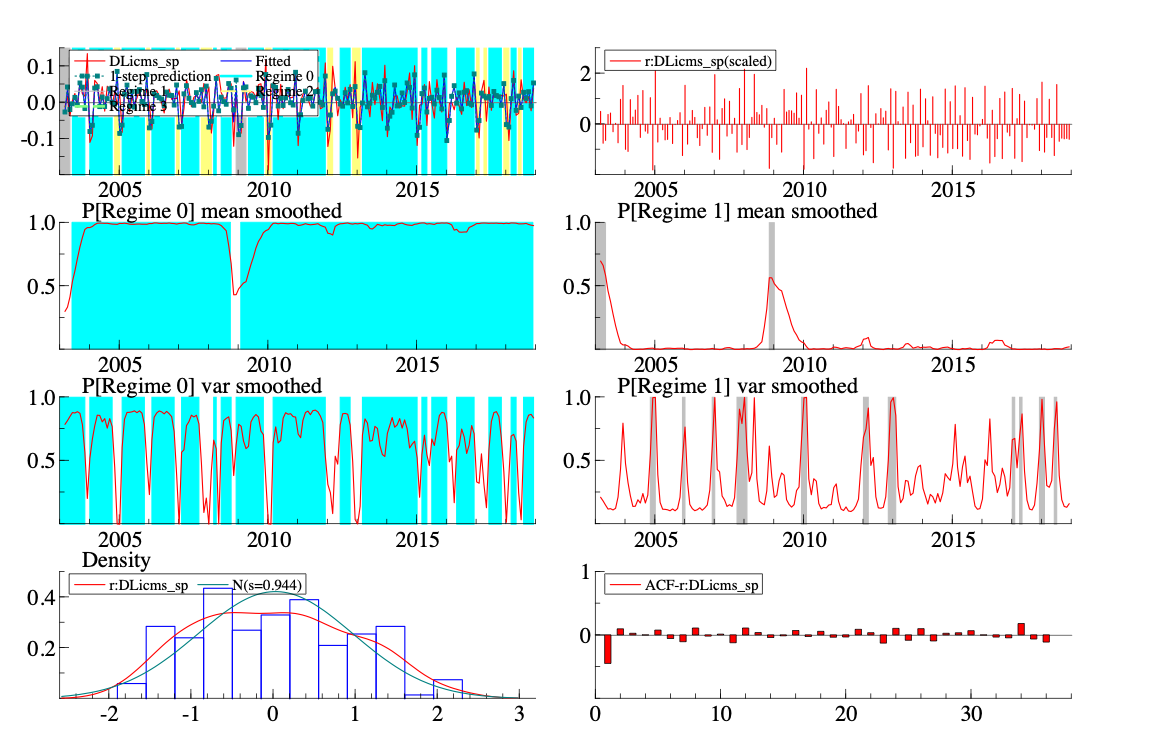 DLicms_sp Fitted
1-step prediction Regime 0
Regime 1 Regime 2
Regime 3
0.1
0.0
-0.1
2005 2010 2015
r:DLicms_sp(scaled)
2
0
2005 2010 2015
P[Regime 0] mean smoothed
1.0
0.5
2005 2010 2015
P[Regime 1] mean smoothed
1.0
0.5
2005 2010 2015
P[Regime 0] var smoothed
1.0
0.5
2005 2010 2015
P[Regime 1] var smoothed
1.0
0.5
2005 2010 2015
Density
r:DLicms_sp N(s=0.944)
0.4
0.2
-2 -1 0 1 2 3
ACF-r:DLicms_sp
1
0
0 10 20 30